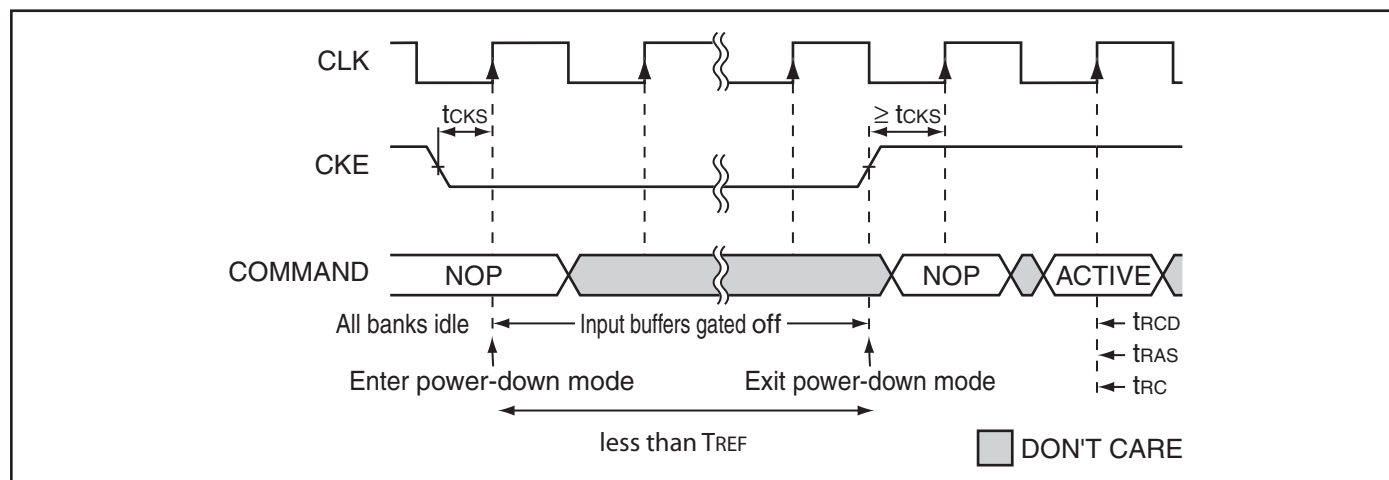 CLK
tCKS
≥ tCKS
CKE
COMMAND
NOP
NOP
ACTIVE
All banks idle
Input buffers gated off
tRCD
tRAS
tRC
Enter power-down mode
Exit power-down mode
less than TREF
DON'T CARE